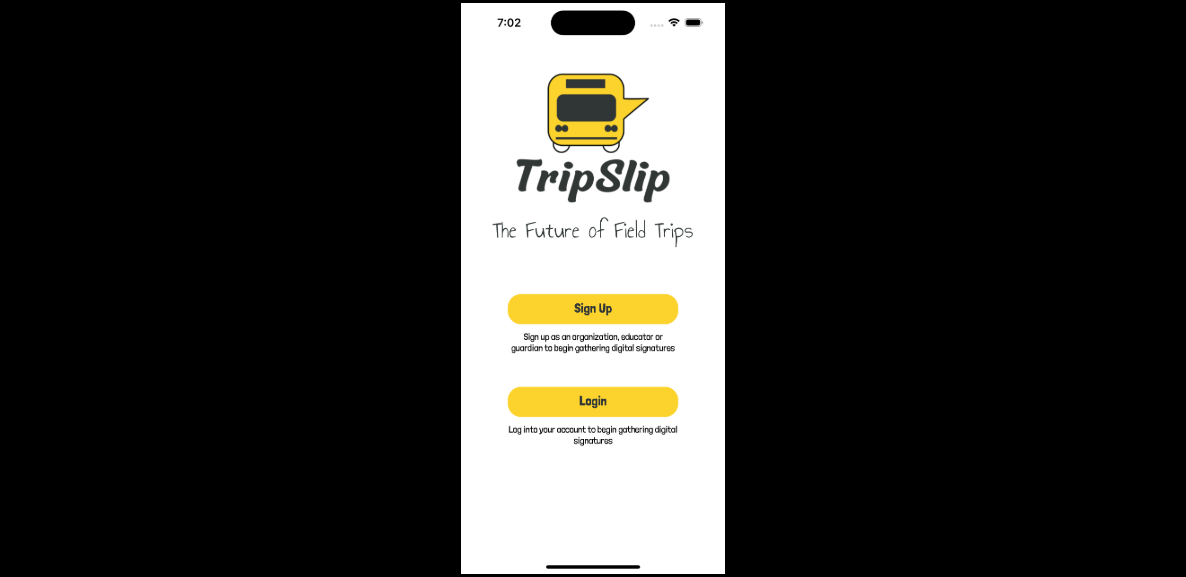 7:02
TripSlip
The Future of Field Trips
Sign Up
Sign up as an organization, educator or
guardian to begin gathering digital signatures
Login
Log into your account to begin gathering digital
signatures